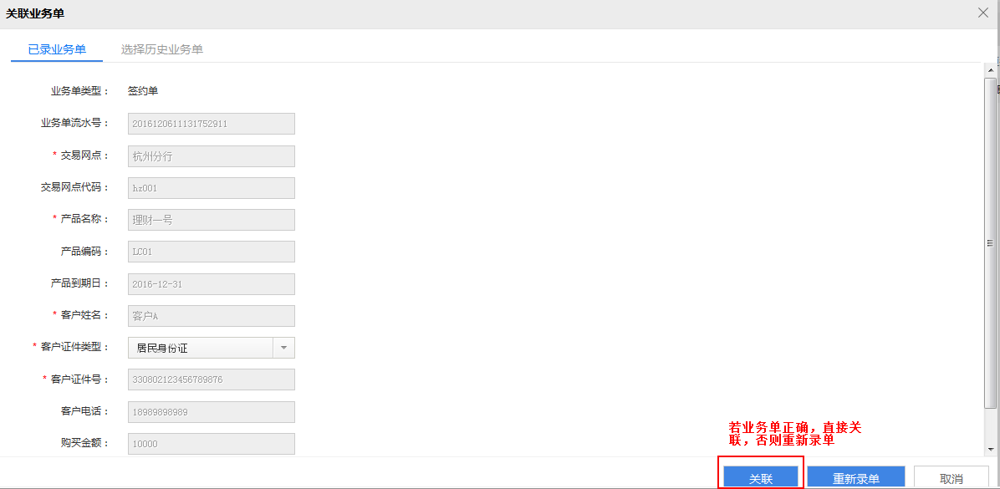 关联业务单
已录业务单 选择历史业务单
业务单类型： 签约单
业务单流水号： 2016120611131752911
* 交易网点： 杭州分行
交易网点代码： hz001
* 产品名称： 理财一号
产品编码： LC01
产品到期日： 2016-12-31
* 客户姓名： 客户A
* 客户证件类型： 居民身份证
* 客户证件号： 330802123456789876
客户电话： 18989898989
购买金额： 10000
若业务单正确，直接关
联，否则重新录单
关联 重新录单 取消